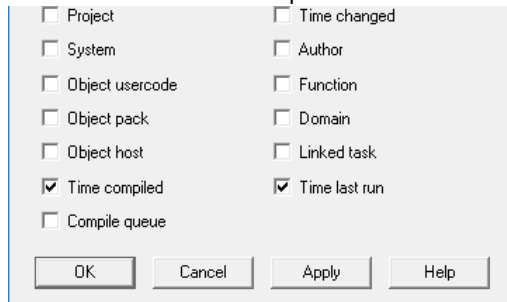 Project Time changed
System Author
Object usercode Function
Object pack Domain
Object host Linked task
Time compiled Time last run
Compile queue
OK Cancel Apply Help